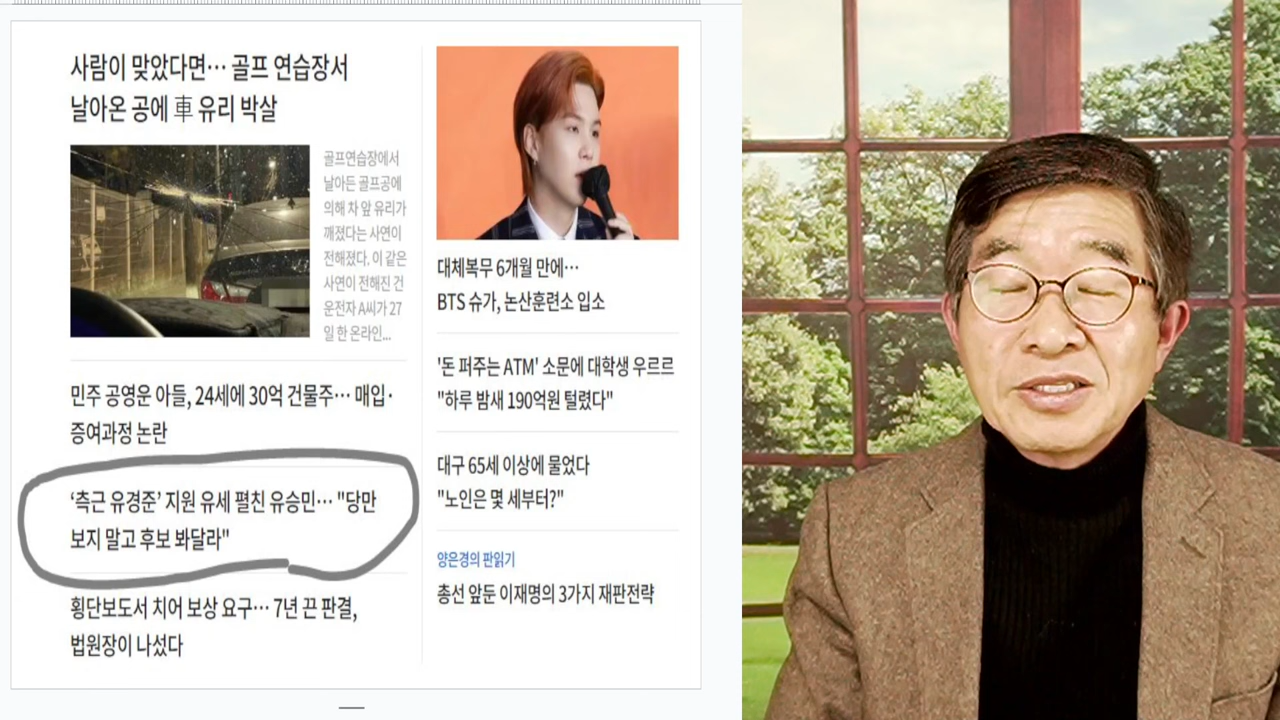 사람이 맞았다면… 골프 연습장서
날아온 공에 車 유리 박살
골프연습장에서
날아든 골프공에
의해 차 앞 유리가
깨졌다는 사연이
전해졌다. 이 같은
사연이 전해진 건
운전자 A씨가 27
일 한 온라인...
민주 공영운 아들, 24세에 30억 건물주… 매입·
증여과정 논란
‘측근 유경준’ 지원 유세 펼친 유승민… "당만
보지 말고 후보 봐달라"
횡단보도서 치어 보상 요구… 7년 끈 판결,
법원장이 나섰다
대체복무 6개월 만에…
BTS 슈가, 논산훈련소 입소
'돈 퍼주는 ATM' 소문에 대학생 우르르
"하루 밤새 190억원 털렸다"
대구 65세 이상에 물었다
"노인은 몇 세부터?"
양은경의 판읽기
총선 앞둔 이재명의 3가지 재판전략